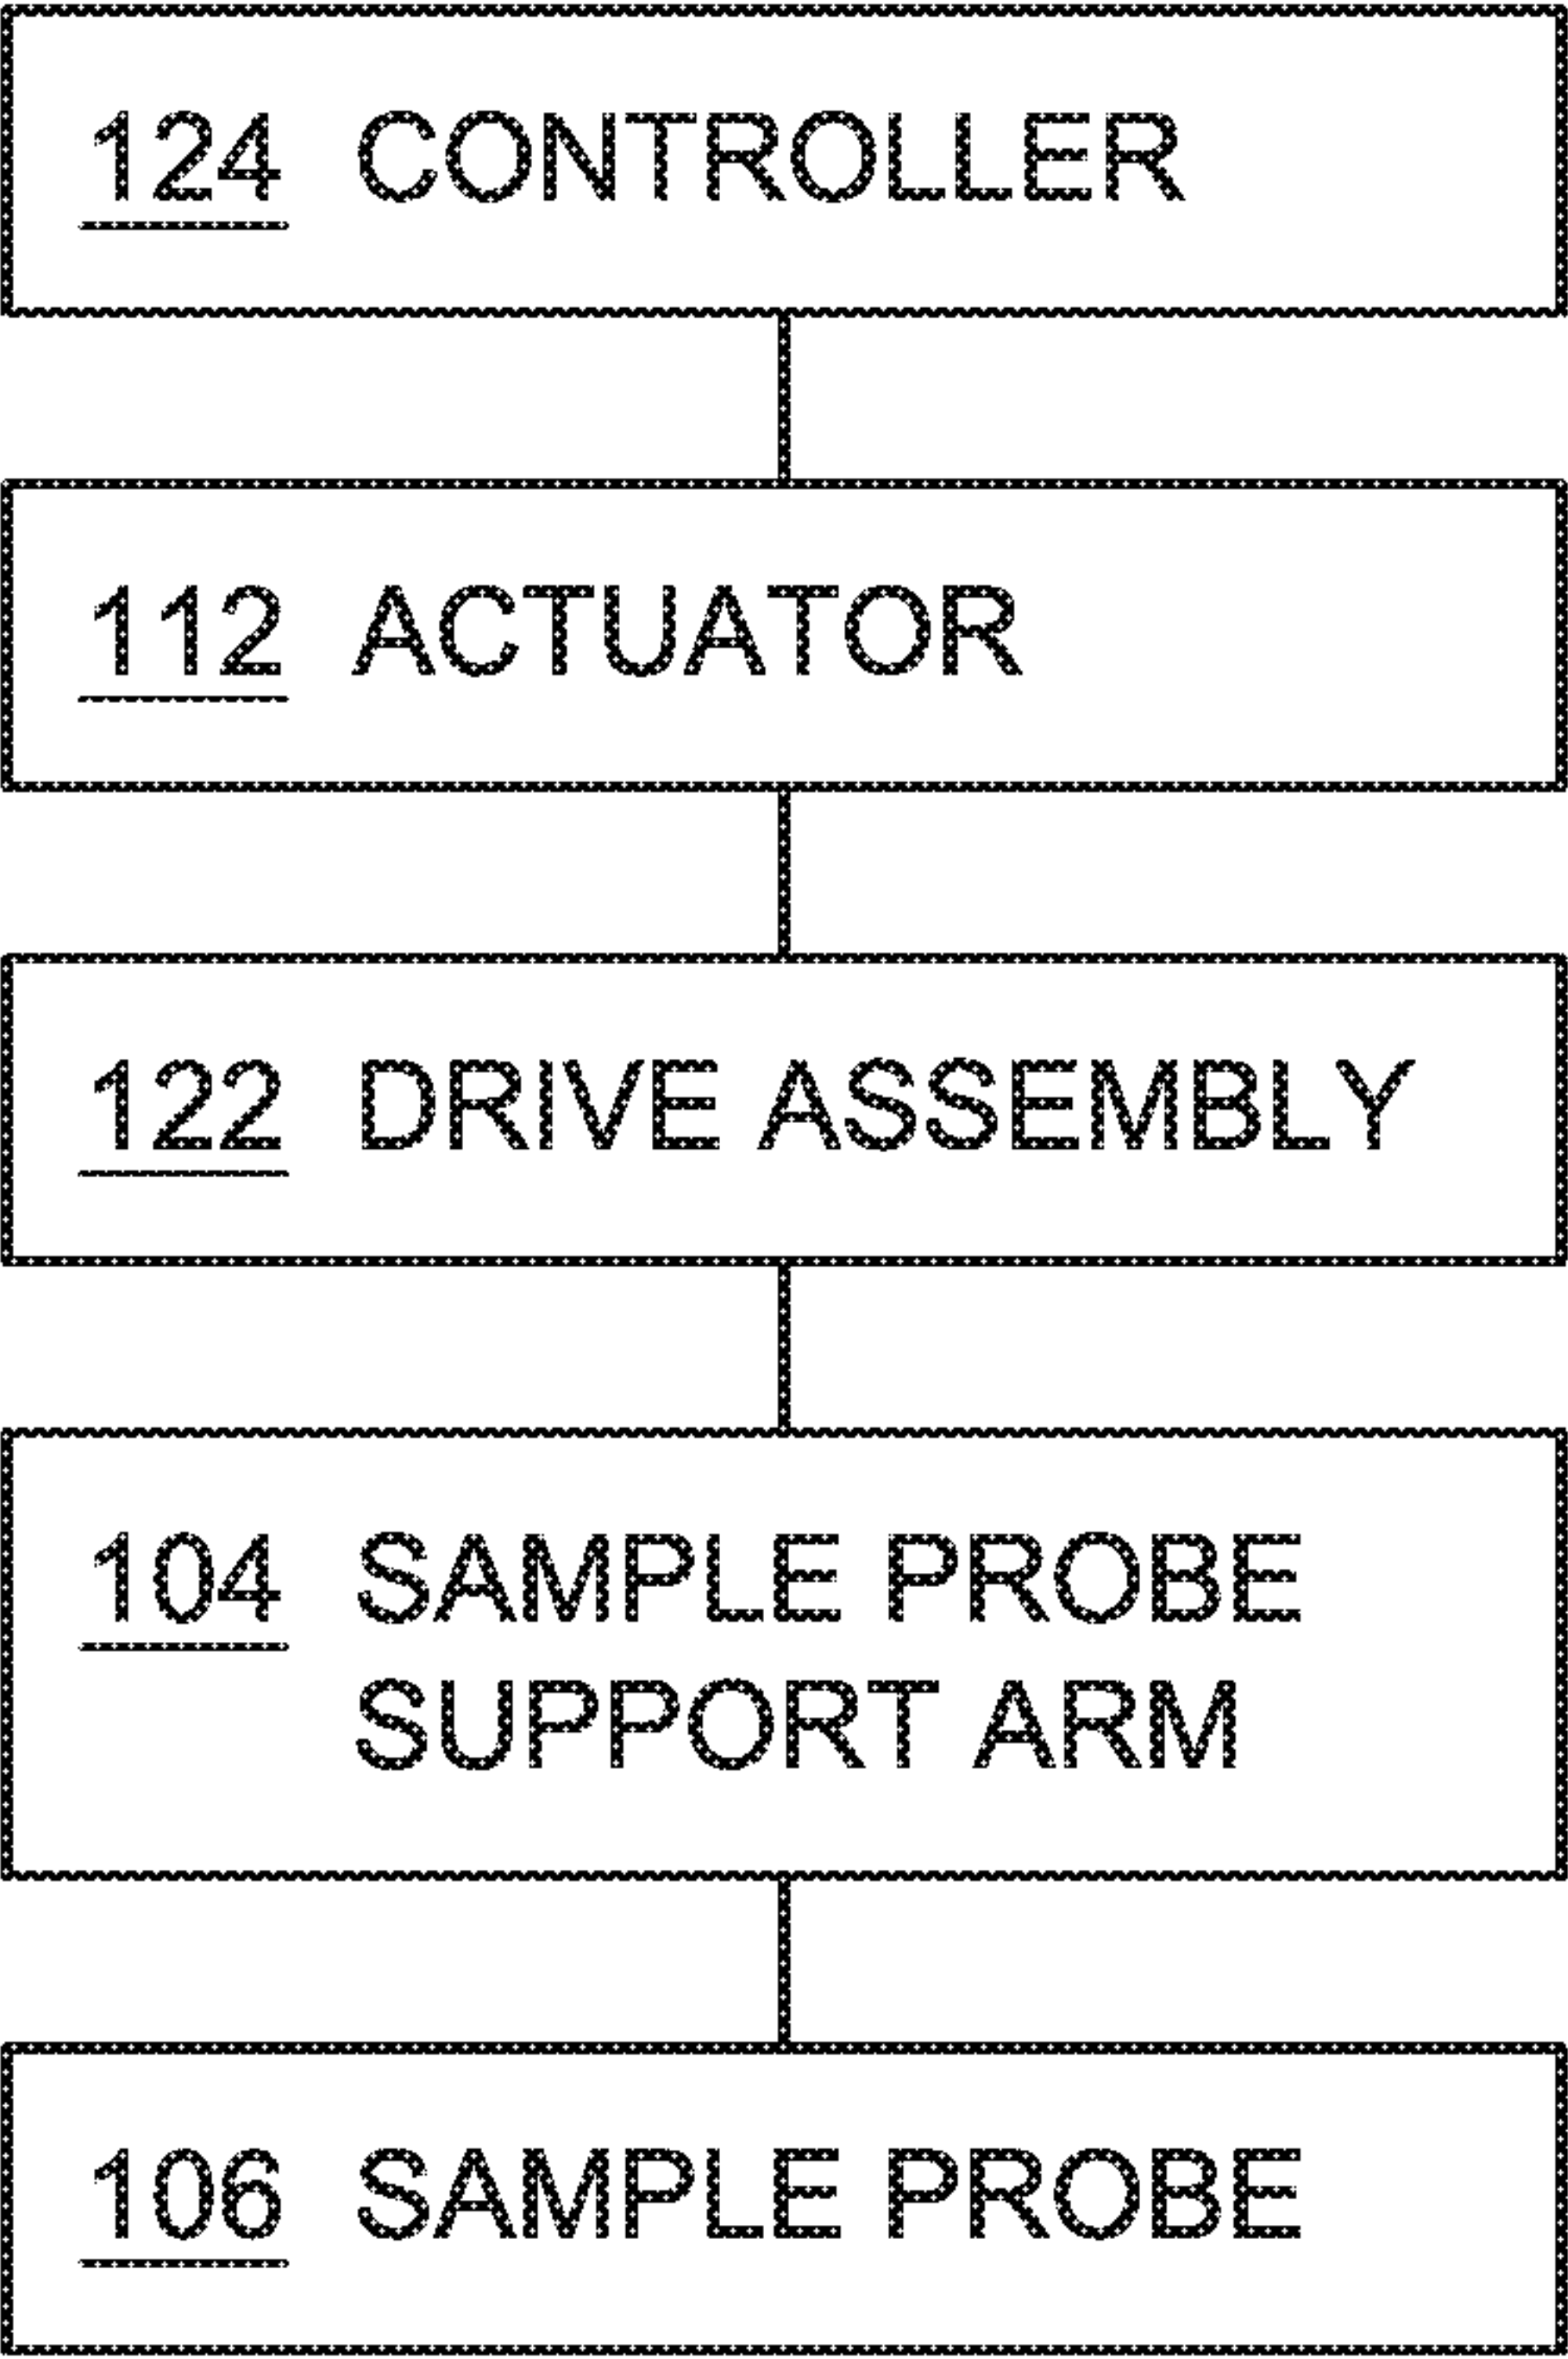 124 CONTROLLER
112 ACTUATOR
122 DRIVE ASSEMBLY
104 SAMPLE PROBE
SUPPORT ARM
106 SAMPLE PROBE